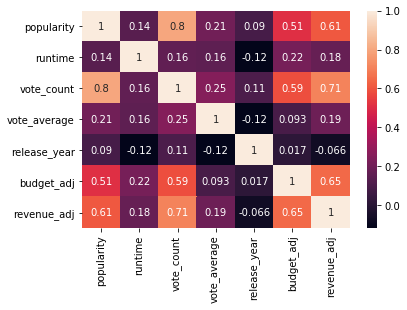 popularity 1 0.14 0.8 0.21 0.09 0.51 0.61
runtime 0.14 1 0.16 0.16 -0.12 0.22 0.18
vote_count 0.8 0.16 1 0.25 0.11 0.59 0.71
vote_average 0.21 0.16 0.25 1 -0.12 0.093 0.19
release_year 0.09 -0.12 0.11 -0.12 1 0.017 -0.066
budget_adj 0.51 0.22 0.59 0.093 0.017 1 0.65
revenue_adj 0.61 0.18 0.71 0.19 -0.066 0.65 1
popularity runtime vote_count vote_average release_year budget_adj revenue_adj
1.0
0.8
0.6
0.4
0.2
0.0